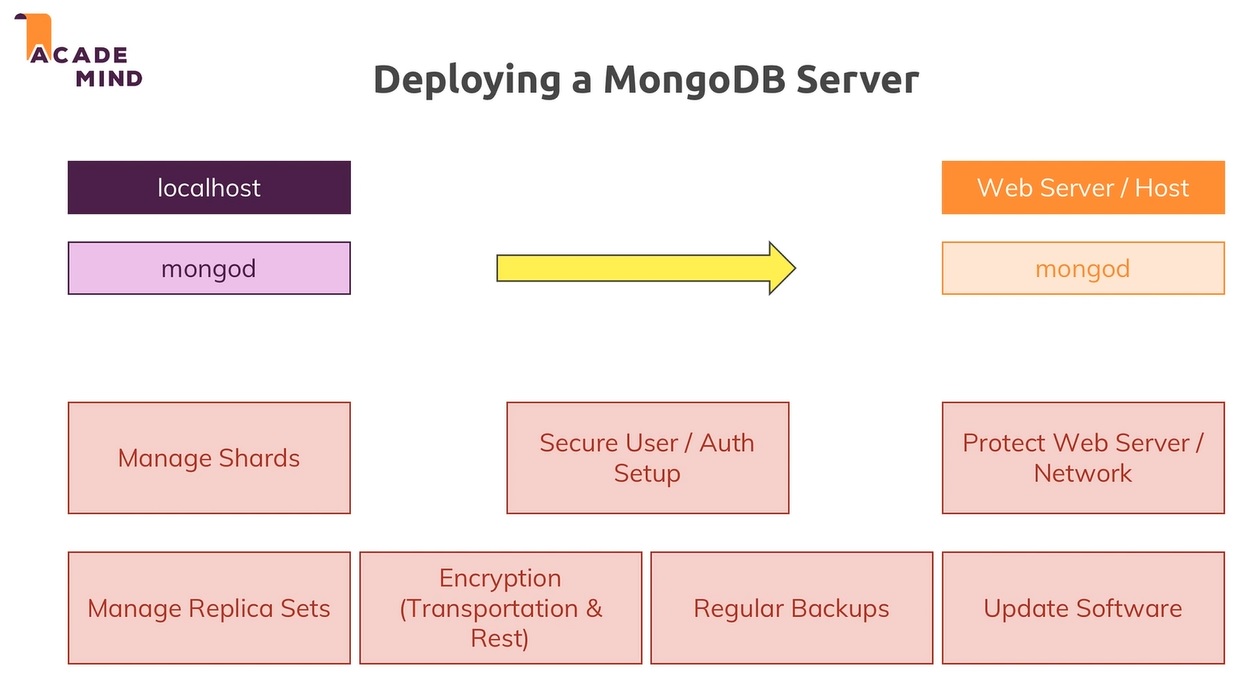 ACADE
MIND
Deploying a MongoDB Server
localhost
Web Server / Host
mongod
mongod
Manage Shards
Secure User / Auth
Setup
Protect Web Server /
Network
Manage Replica Sets
Encryption
(Transportation &
Rest)
Regular Backups
Update Software